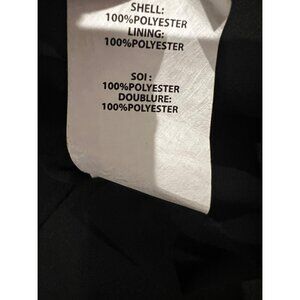 SHELL:
100%POLYESTER
LINING:
100%POLYESTER
SOI :
100%POLYESTER
DOUBLURE:
100%POLYESTER